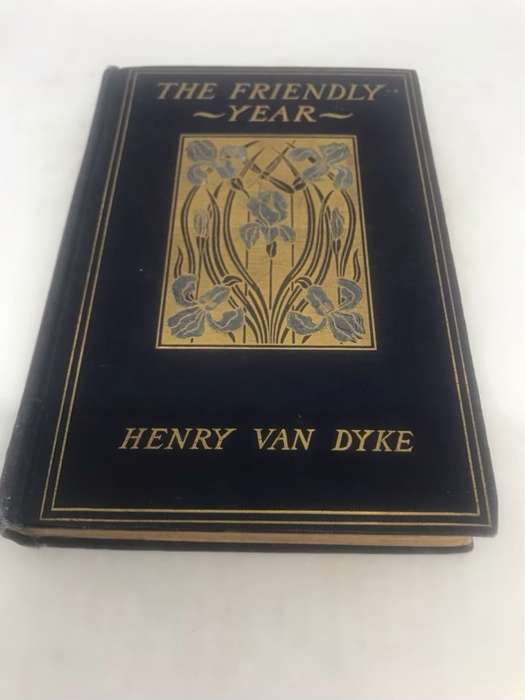 THE FRIENDLY
~YEAR~
HENRY VAN DYKE